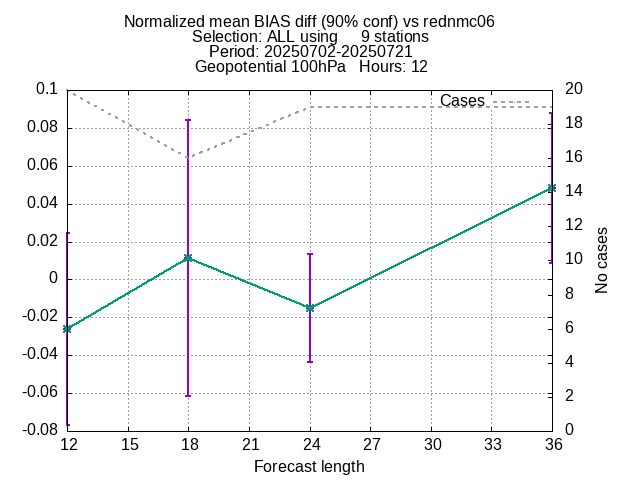 Normalized mean BIAS diff (90% conf) vs rednmc06
Selection: ALL using     9 stations
Period: 20250702-20250721
Geopotential 100hPa   Hours: 12
Cases
0.1
0.08
0.06
0.04
0.02
0
-0.02
-0.04
-0.06
-0.08
20
18
16
14
12
10
8
6
4
2
0
No cases
12 15 18 21 24 27 30 33 36
Forecast length